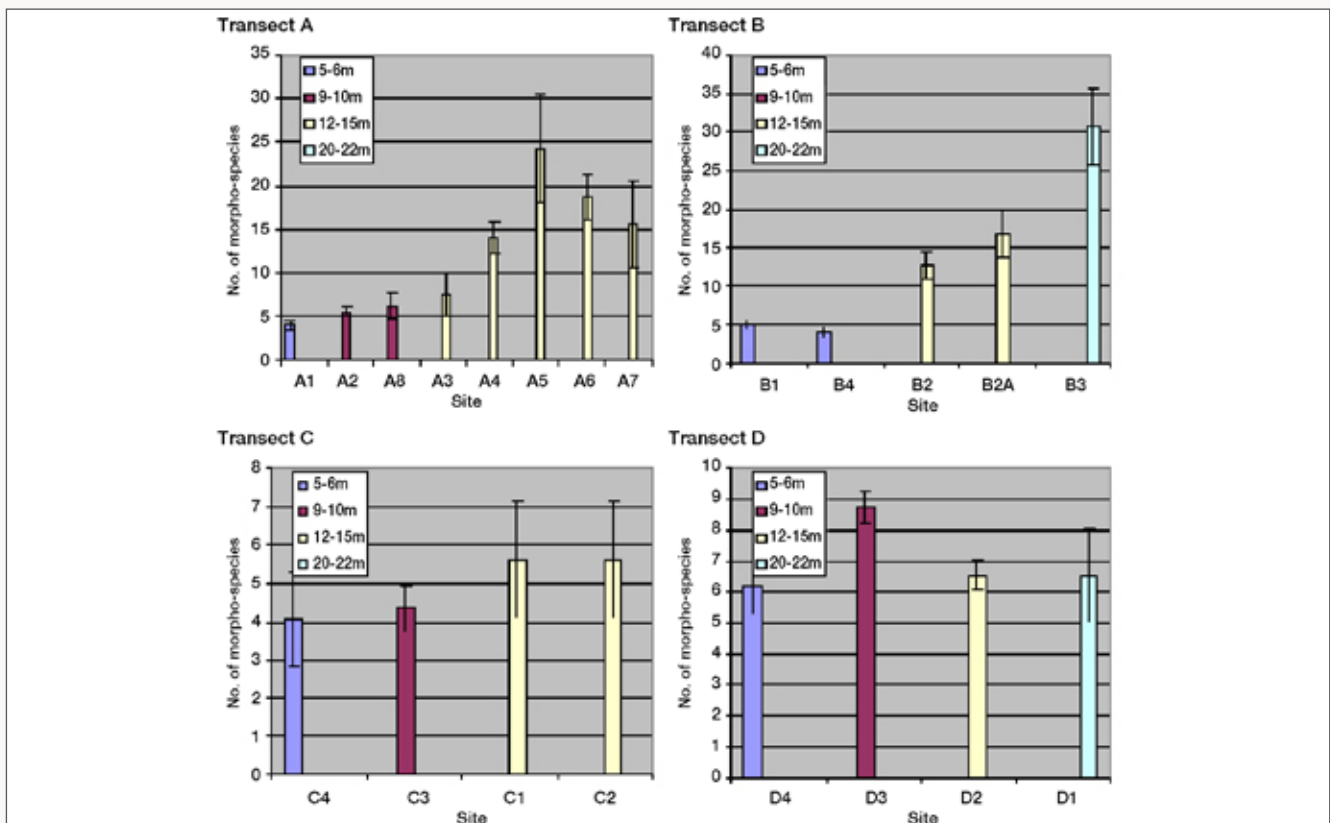 Transect A
No. of morpho-species
35
30
25
20
15
10
5
0
5-6m
9-10m
12-15m
20-22m
A1 A2 A8 A3 A4 A5 A6 A7
Site
Transect B
No. of morpho-species
40
35
30
25
20
15
10
5
0
5-6m
9-10m
12-15m
20-22m
B1 B4 B2 B2A B3
Site
Transect C
No. of morpho-species
8
7
6
5
4
3
2
1
0
5-6m
9-10m
12-15m
20-22m
C4 C3 C1 C2
Site
Transect D
No. of morpho-species
10
9
8
7
6
5
4
3
2
1
0
5-6m
9-10m
12-15m
20-22m
D4 D3 D2 D1
Site